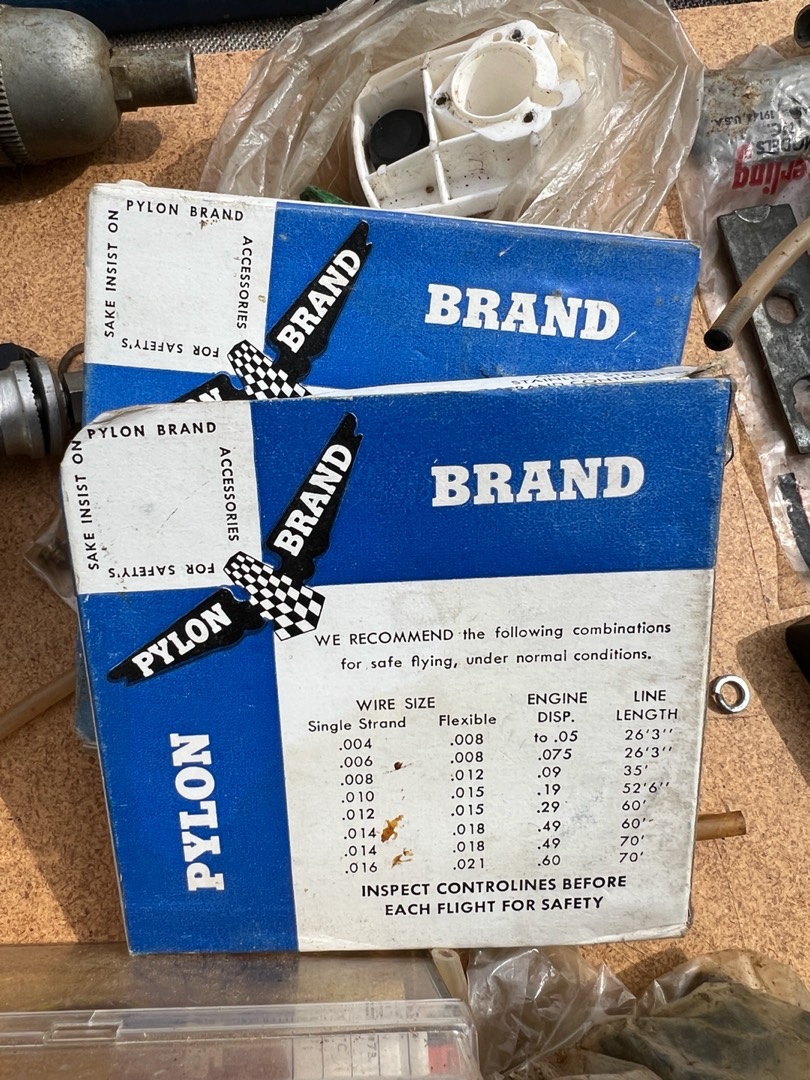 PYLON BRAND
ACCESSORIES
FOR SAFETY'S
SAKE INSIST ON
BRAND
BRAND
STAINLESS
PYLON BRAND
ACCESSORIES
FOR SAFETY'S
SAKE INSIST ON
BRAND
PYLON
BRAND
PYLON
WE RECOMMEND the following combinations
for safe flying, under normal conditions.
WIRE SIZE ENGINE LINE
Single Strand Flexible DISP. LENGTH
.004 .008 to .05 26'3''
.006 .008 .075 26'3''
.008 .012 .09 35'
.010 .015 .19 52'6''
.012 .015 .29 60'
.014 .018 .49 60'
.014 .018 .49 70'
.016 .021 .60 70'
INSPECT CONTROLINES BEFORE
EACH FLIGHT FOR SAFETY
MODELS
U.S.A.